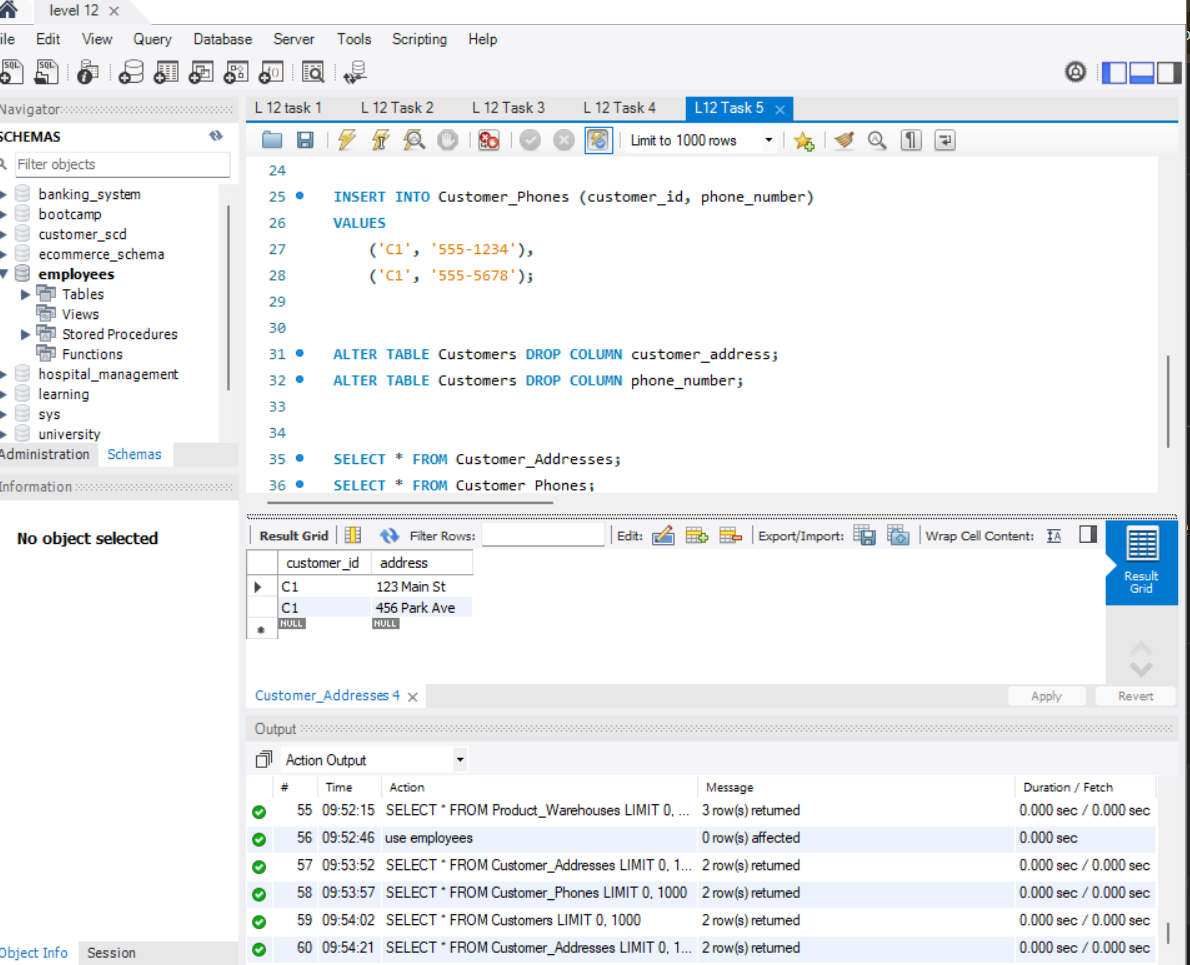 level 12
ile Edit View Query Database Server Tools Scripting Help
Navigator
SCHEMAS
Filter objects
banking_system
bootcamp
customer_scd
ecommerce_schema
employees
Tables
Views
Stored Procedures
Functions
hospital_management
learning
sys
university
Administration Schemas
Information
No object selected
Object Info Session
L 12 task 1 L 12 Task 2 L 12 Task 3 L 12 Task 4 L12 Task 5
Limit to 1000 rows
24
25 INSERT INTO Customer_Phones (customer_id, phone_number)
26 VALUES
27 ('C1', '555-1234'),
28 ('C1', '555-5678');
29
30
31 ALTER TABLE Customers DROP COLUMN customer_address;
32 ALTER TABLE Customers DROP COLUMN phone_number;
33
34
35 SELECT * FROM Customer_Addresses;
36 SELECT * FROM Customer Phones;
Result Grid Filter Rows: Edit: Export/Import: Wrap Cell Content:
customer_id address
C1 123 Main St
C1 456 Park Ave
NULL NULL
Result
Grid
Customer_Addresses 4 Apply Revert
Output
Action Output
# Time Action Message Duration / Fetch
55 09:52:15 SELECT * FROM Product_Warehouses LIMIT 0, ... 3 row(s) returned 0.000 sec / 0.000 sec
56 09:52:46 use employees 0 row(s) affected 0.000 sec
57 09:53:52 SELECT * FROM Customer_Addresses LIMIT 0, 1... 2 row(s) returned 0.000 sec / 0.000 sec
58 09:53:57 SELECT * FROM Customer_Phones LIMIT 0, 1000 2 row(s) returned 0.000 sec / 0.000 sec
59 09:54:02 SELECT * FROM Customers LIMIT 0, 1000 2 row(s) returned 0.000 sec / 0.000 sec
60 09:54:21 SELECT * FROM Customer_Addresses LIMIT 0, 1... 2 row(s) returned 0.000 sec / 0.000 sec